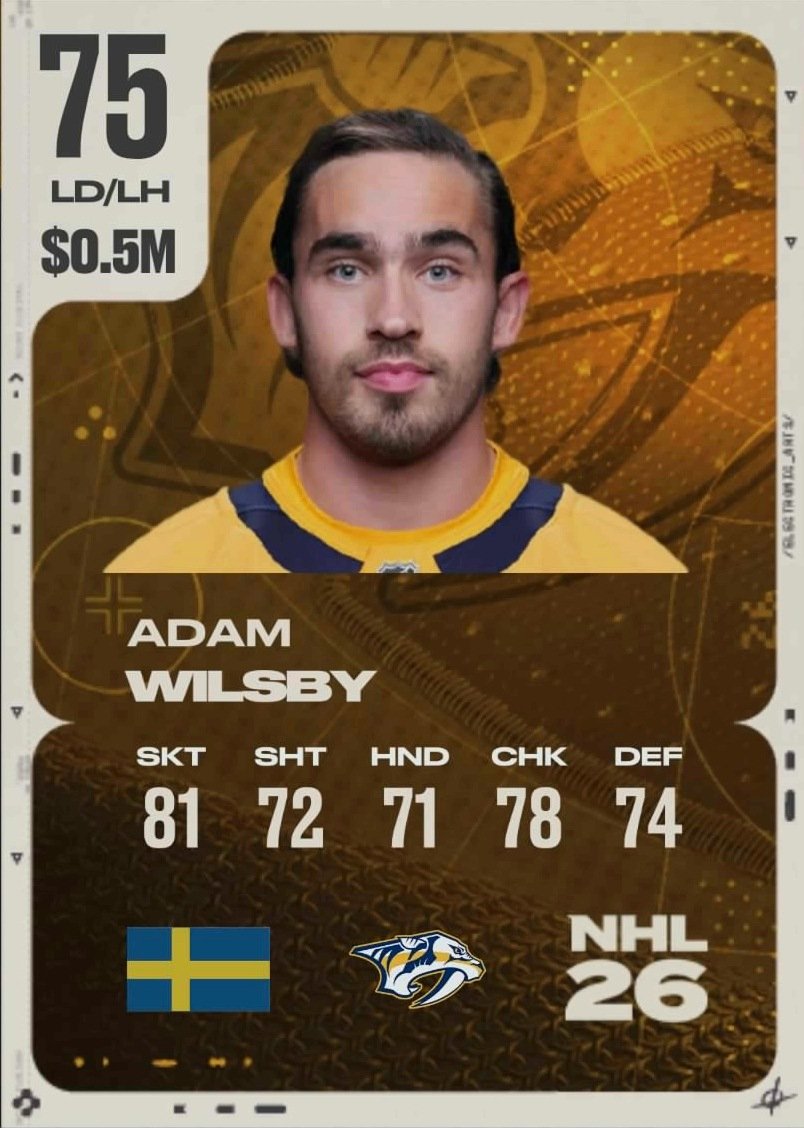 75
LD/LH
$0.5M
/ELECTRONIC_ARTS/
ADAM
WILSBY
SKT SHT HND CHK DEF
81 72 71 78 74
NHL
26